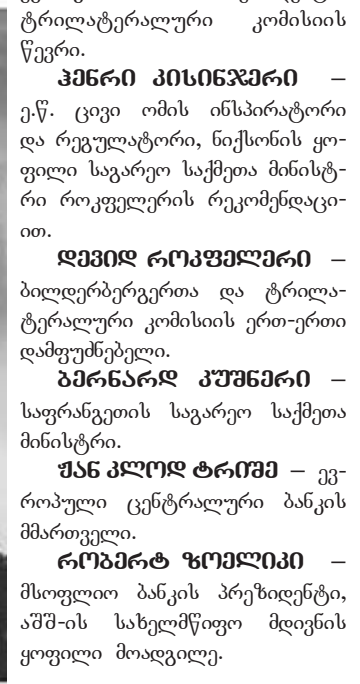 ტრილატერალური კომისიის
წევრი.
ჰენრი კისინჯერი –
ე.წ. ცივი ომის ინსპირატორი
და რეგულატორი, ნიქსონის ყო-
ფილი საგარეო საქმეთა მინისტ-
რი როკფელერის რეკომენდაცი-
ით.
დევიდ როკფელერი –
ბილდერბერგერთა და ტრილა-
ტერალური კომისიის ერთ-ერთი
დამფუძნებელი.
ბერნარდ კუშნერი –
საფრანგეთის საგარეო საქმეთა
მინისტრი.
ჟან კლოდ ტრიშე – ევ-
როპული ცენტრალური ბანკის
მმართველი.
რობერტ ზოელიკი –
მსოფლიო ბანკის პრეზიდენტი,
აშშ-ის სახელმწიფო მდივნის
ყოფილი მოადგილე.